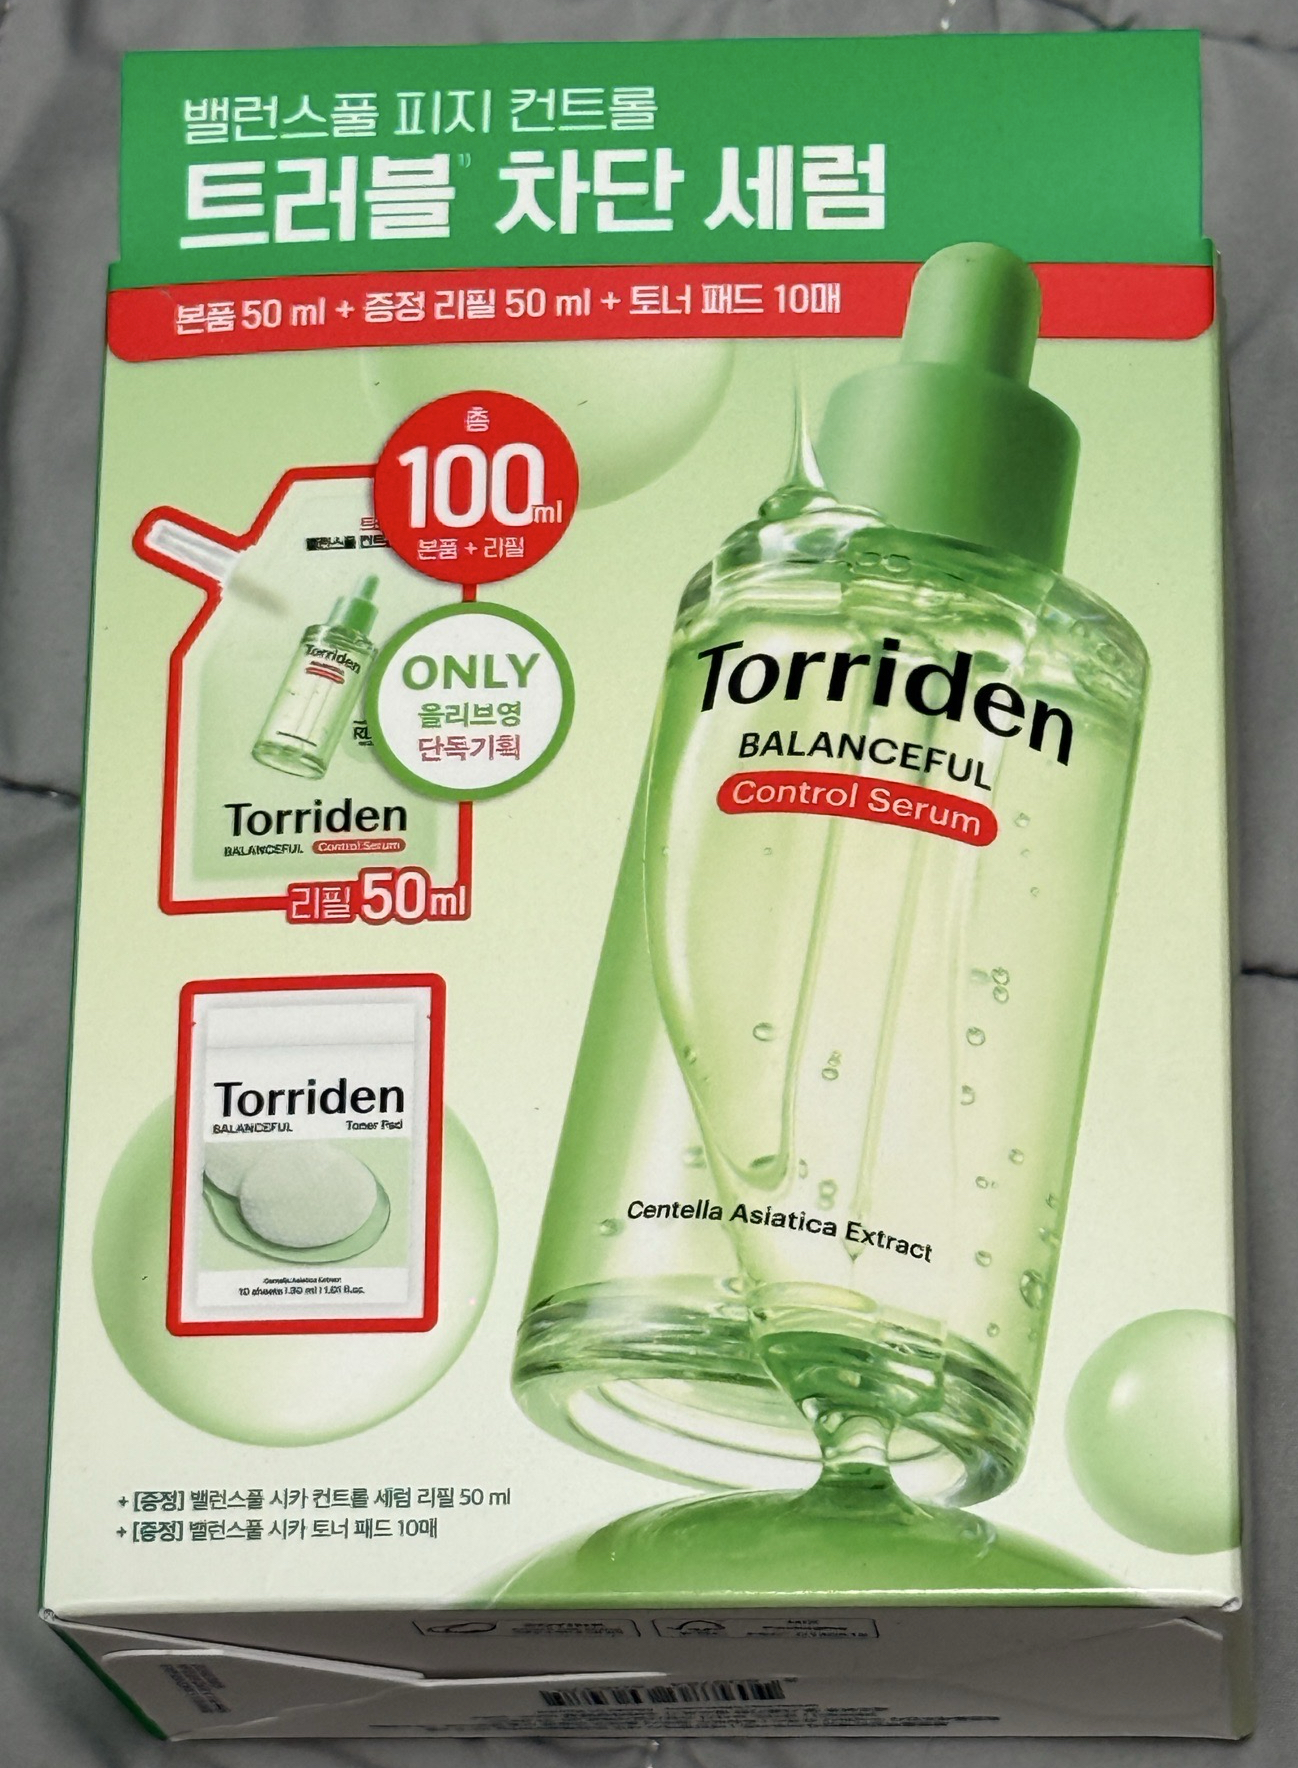 밸런스풀 피지 컨트롤
트러블¹⁾ 차단 세럼
본품 50 ml + 증정 리필 50 ml + 토너 패드 10매
총
100ml
본품 + 리필
ONLY
올리브영
단독기획
Torriden
Torriden
BALANCEFUL Control Serum
리필 50ml
Torriden
BALANCEFUL
Control Serum
Centella Asiatica Extract
Torriden
BALANCEFUL Toner Pad
+ [증정] 밸런스풀 시카 컨트롤 세럼 리필 50 ml
+ [증정] 밸런스풀 시카 토너 패드 10매